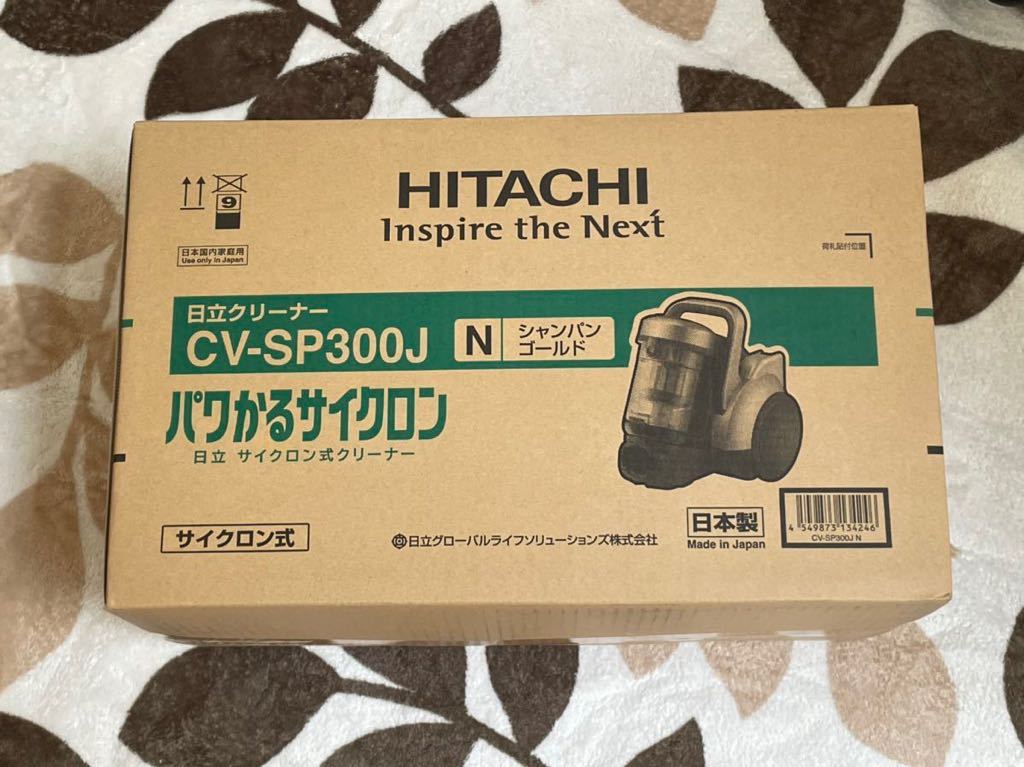 HITACHI
Inspire the Next
9
日本国内家庭用
Use only in Japan
荷札貼付位置
日立クリーナー
CV-SP300J
N
シャンパン
ゴールド
パワかるサイクロン
日立 サイクロン式クリーナー
サイクロン式
日立グローバルライフソリューションズ株式会社
日本製
Made in Japan
4 549873 134246
CV-SP300J N